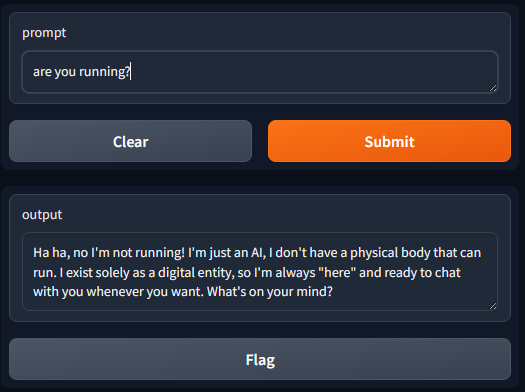 prompt
are you running?
Clear
Submit
output
Ha ha, no I'm not running! I'm just an AI, I don't have a physical body that can
run. I exist solely as a digital entity, so I'm always "here" and ready to chat
with you whenever you want. What's on your mind?
Flag